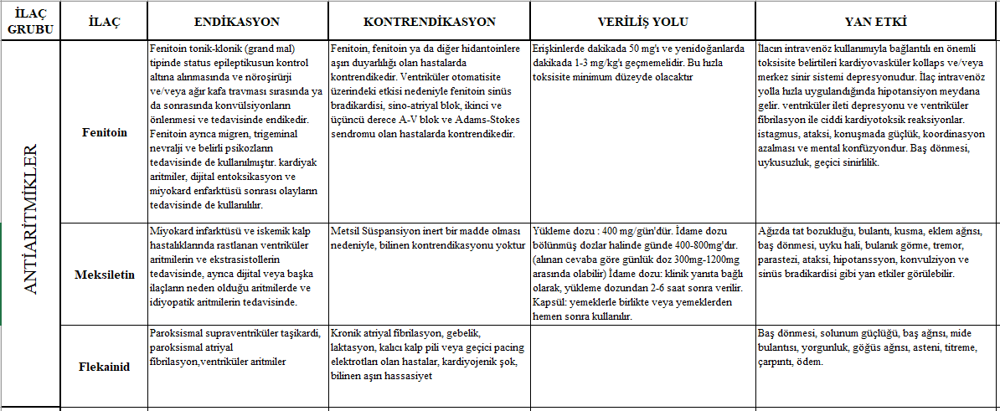 İLAÇ
GRUBU
İLAÇ
ENDİKASYON
KONTRENDİKASYON
VERİLİŞ YOLU
YAN ETKİ
ANTİARİTMİKLER
Fenitoin
Fenitoin tonik-klonik (grand mal)
tipinde status epileptikusun kontrol
altına alınmasında ve nöroşirürji
ve/veya ağır kafa travması sırasında ya
da sonrasında konvülsiyonların
önlenmesi ve tedavisinde endikedir.
Fenitoin ayrıca migren, trigeminal
nevralji ve belirli psikozların
tedavisinde de kullanılmıştır. kardiyak
aritmiler, dijital entoksikasyon ve
miyokard enfarktüsü sonrası olayların
tedavisinde de kullanılılır.
Fenitoin, fenitoin ya da diğer hidantoinlere
aşırı duyarlılığı olan hastalarda
kontrendikedir. Ventriküler otomatisite
üzerindeki etkisi nedeniyle fenitoin sinüs
bradikardisi, sino-atriyal blok, ikinci ve
üçüncü derece A-V blok ve Adams-Stokes
sendromu olan hastalarda kontrendikedir.
Erişkinlerde dakikada 50 mg'ı ve yenidoğanlarda
dakikada 1-3 mg/kg'ı geçmemelidir. Bu hızla
toksisite minimum düzeyde olacaktır
İlacın intravenöz kullanımıyla bağlantılı en önemli
toksisite belirtileri kardiyovasküler kollaps ve/veya
merkez sinir sistemi depresyonudur. İlaç intravenöz
yolla hızla uygulandığında hipotansiyon meydana
gelir. ventriküler ileti depresyonu ve ventriküler
fibrilasyon ile ciddi kardiyotoksik reaksiyonlar.
istagmus, ataksi, konuşmada güçlük, koordinasyon
azalması ve mental konfüzyondur. Baş dönmesi,
uykusuzluk, geçici sinirlilik.
Meksiletin
Miyokard infarktüsü ve iskemik kalp
hastalıklarında rastlanan ventriküler
aritmilerin ve ekstrasistollerin
tedavisinde, ayrıca dijital veya başka
ilaçların neden olduğu aritmilerde ve
idiyopatik aritmilerin tedavisinde.
Metsil Süspansiyon inert bir madde olması
nedeniyle, bilinen kontrendikasyonu yoktur
Yükleme dozu : 400 mg/gün'dür. İdame dozu
bölünmüş dozlar halinde günde 400-800mg'dır.
(alınan cevaba göre günlük doz 300mg-1200mg
arasında olabilir) İdame dozu: klinik yanıta bağlı
olarak, yükleme dozundan 2-6 saat sonra verilir.
Kapsül: yemeklerle birlikte veya yemeklerden
hemen sonra kullanılır.
Ağızda tat bozukluğu, bulantı, kusma, eklem ağrısı,
baş dönmesi, uyku hali, bulanık görme, tremor,
parastezi, ataksi, hipotanssyon, konvulziyon ve
sinüs bradikardisi gibi yan etkiler görülebilir.
Flekainid
Paroksismal supraventriküler taşikardi,
paroksismal atriyal
fibrilasyon,ventriküler aritmiler
Kronik atriyal fibrilasyon, gebelik,
laktasyon, kalıcı kalp pili veya geçici pacing
elektrotları olan hastalar, kardiyojenik şok,
bilinen aşırı hassasiyet
Baş dönmesi, solunum güçlüğü, baş ağrısı, mide
bulantısı, yorgunluk, göğüs ağrısı, asteni, titreme,
çarpıntı, ödem.